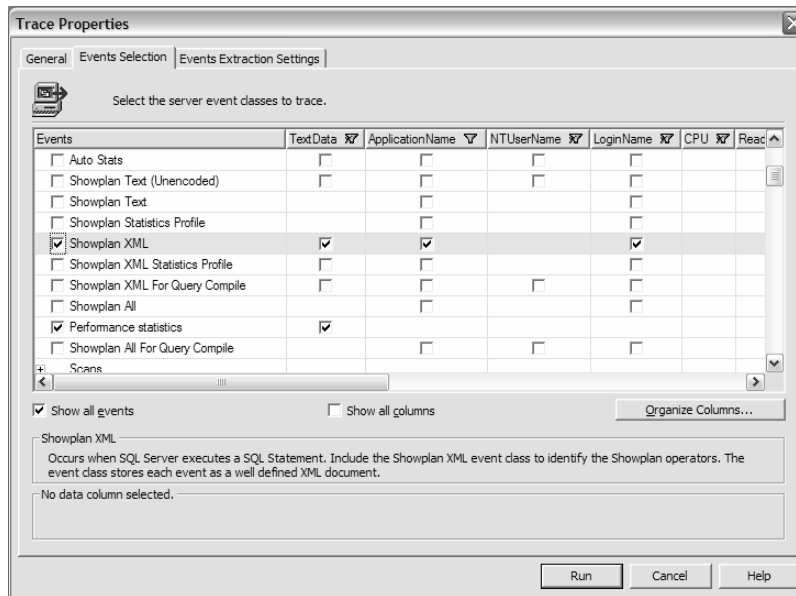 Trace Properties
General Events Selection Events Extraction Settings
Select the server event classes to trace.
Events TextData ApplicationName NTUserName LoginName CPU Reac
Auto Stats
Showplan Text (Unencoded)
Showplan Text
Showplan Statistics Profile
Showplan XML
Showplan XML Statistics Profile
Showplan XML For Query Compile
Showplan All
Performance statistics
Showplan All For Query Compile
Scans
Show all events Show all columns Organize Columns...
Showplan XML
Occurs when SQL Server executes a SQL Statement. Include the Showplan XML event class to identify the Showplan operators. The
event class stores each event as a well defined XML document.
No data column selected.
Run Cancel Help